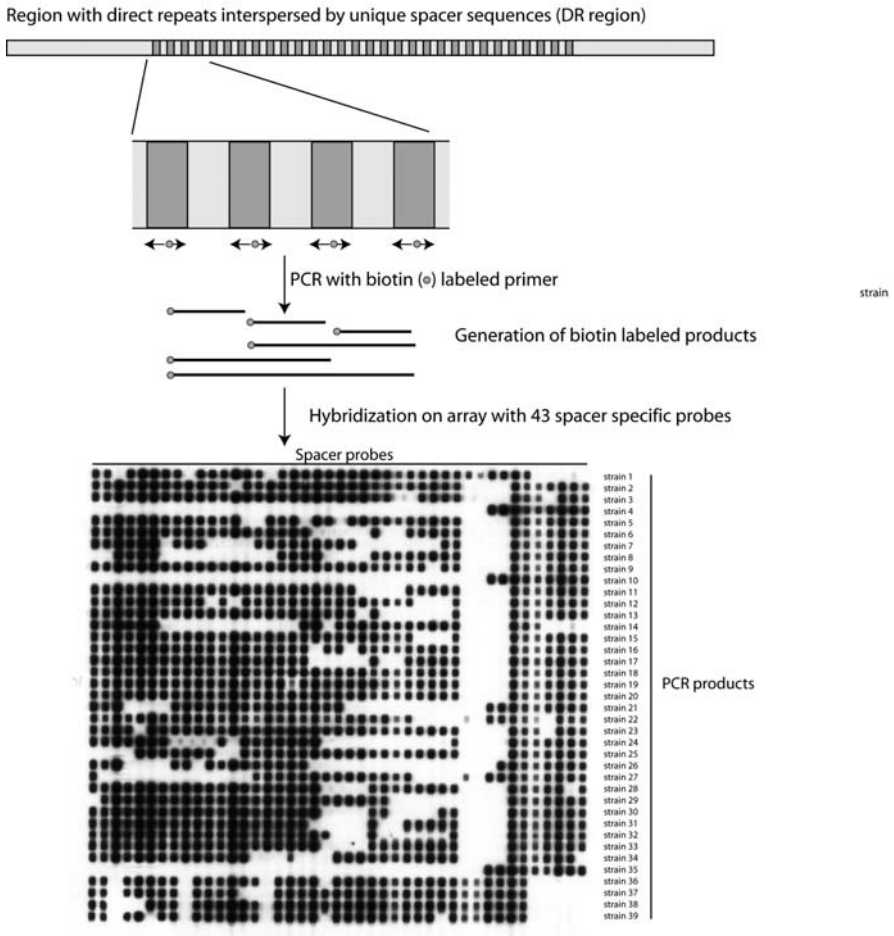 Region with direct repeats interspersed by unique spacer sequences (DR region)
PCR with biotin ( ) labeled primer
strain
Generation of biotin labeled products
Hybridization on array with 43 spacer specific probes
Spacer probes
strain 1
strain 2
strain 3
strain 4
strain 5
strain 6
strain 7
strain 8
strain 9
strain 10
strain 11
strain 12
strain 13
strain 14
strain 15
strain 16
strain 17
strain 18
strain 19
strain 20
strain 21
strain 22
strain 23
strain 24
strain 25
strain 26
strain 27
strain 28
strain 29
strain 30
strain 31
strain 32
strain 33
strain 34
strain 35
strain 36
strain 37
strain 38
strain 39
PCR products